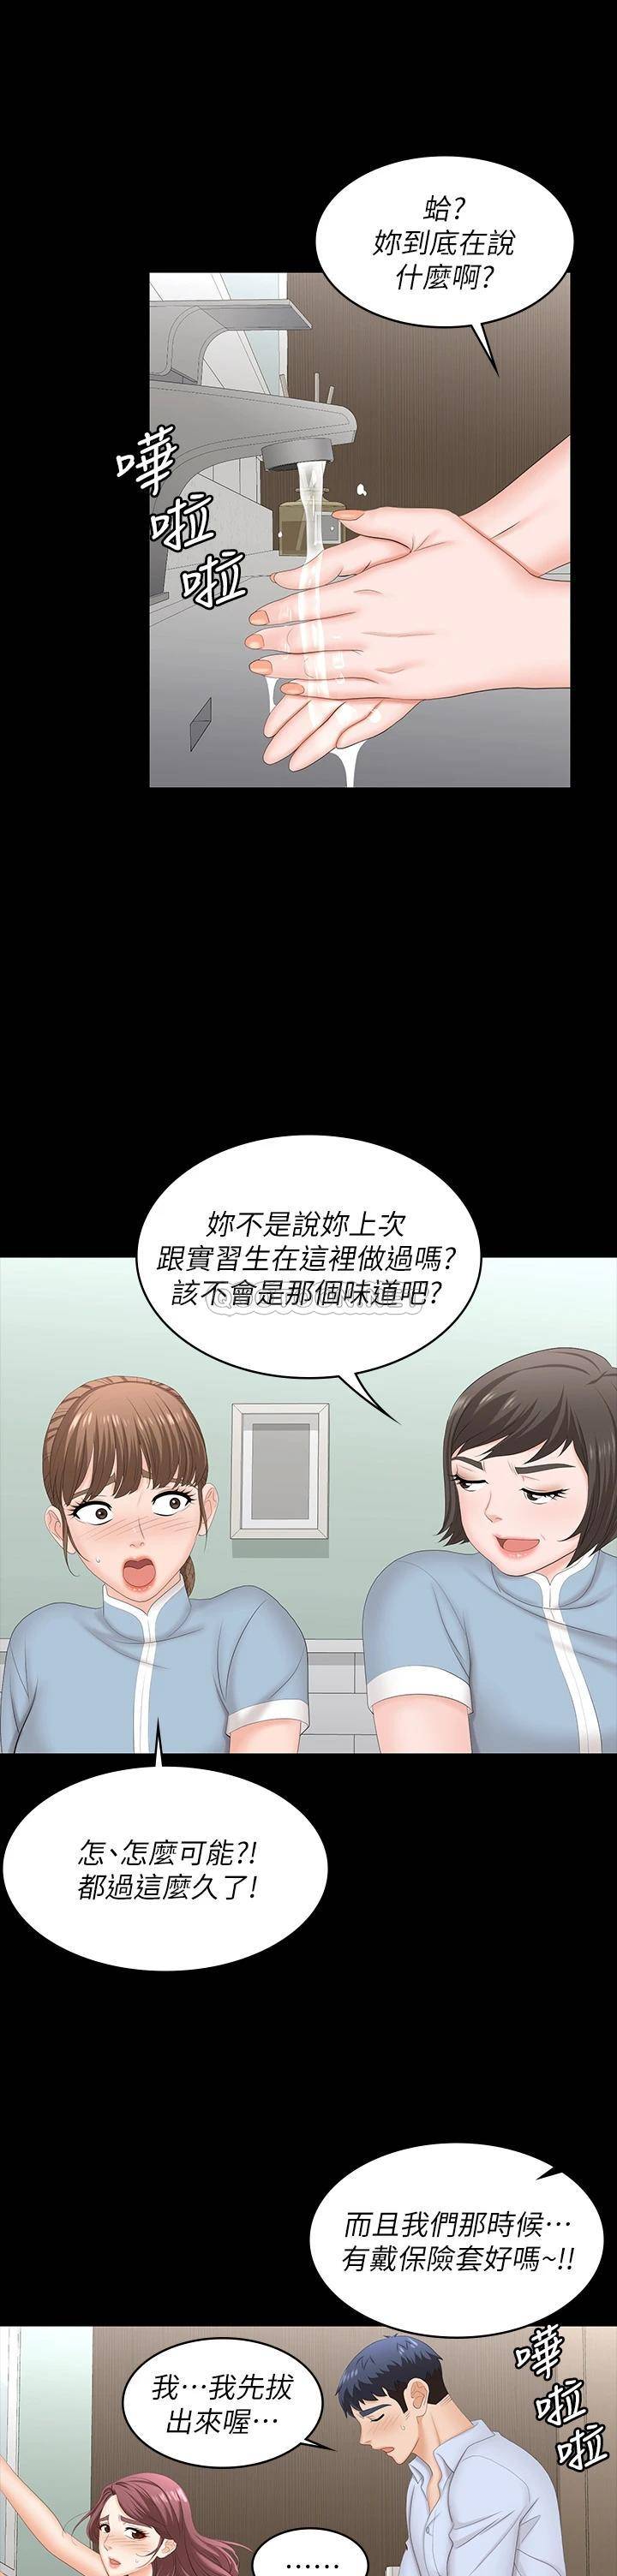 蛤?
妳到底在說
什麼啊?
嘩
啦
啦
妳不是說妳上次
跟實習生在這裡做過嗎?
該不會是那個味道吧?
怎、怎麼可能?!
都過這麼久了!
而且我們那時候⋯
有戴保險套好嗎~!!
嘩
啦
啦
我⋯我先拔
出來喔⋯
⋯⋯